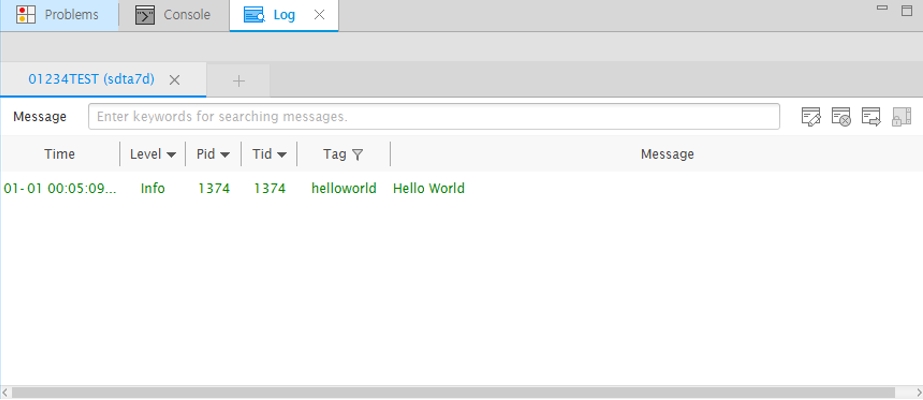 Problems Console Log
01234TEST (sdta7d)
Message Enter keywords for searching messages.
Time Level Pid Tid Tag Message
01-01 00:05:09... Info 1374 1374 helloworld Hello World